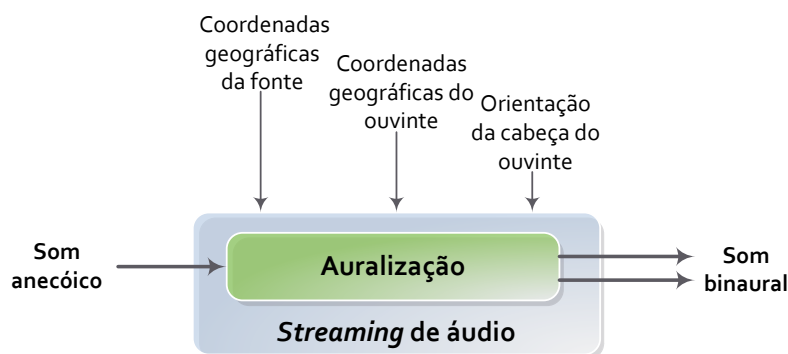 Coordenadas
geográficas
da fonte
Coordenadas
geográficas do
ouvinte
Orientação
da cabeça do
ouvinte
Som
anecóico
Auralização
Som
binaural
Streaming de áudio